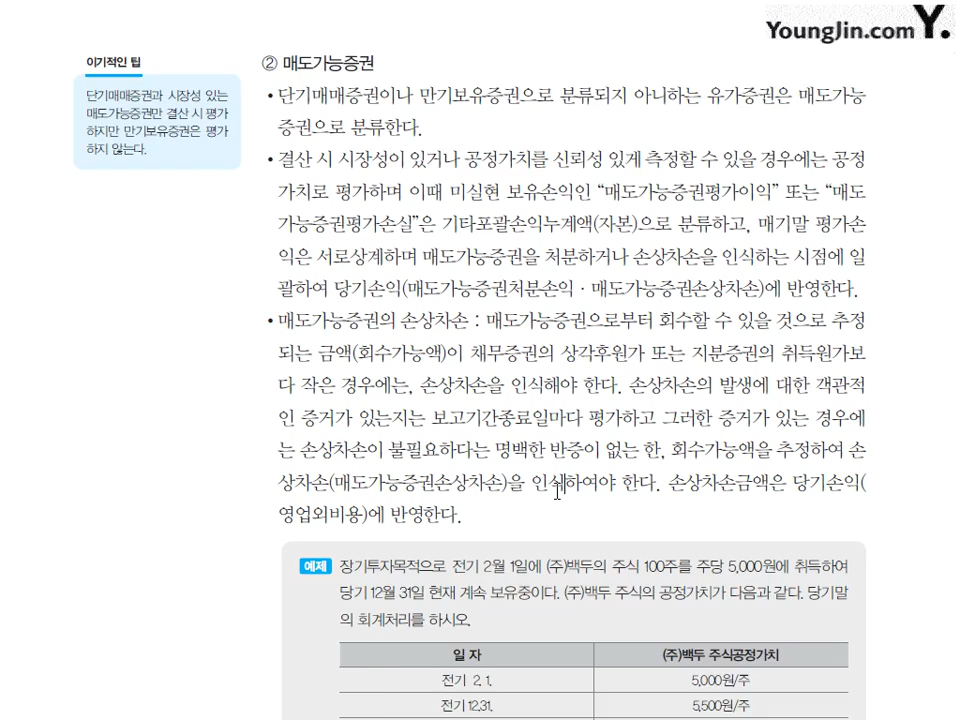 YoungJin.com Y.
이기적인 팁
단기매매증권과 시장성 있는
매도가능증권만 결산 시 평가
하지만 만기보유증권은 평가
하지 않는다.
② 매도가능증권
• 단기매매증권이나 만기보유증권으로 분류되지 아니하는 유가증권은 매도가능
증권으로 분류한다.
• 결산 시 시장성이 있거나 공정가치를 신뢰성 있게 측정할 수 있을 경우에는 공정
가치로 평가하며 이때 미실현 보유손익인 “매도가능증권평가이익” 또는 “매도
가능증권평가손실”은 기타포괄손익누계액(자본)으로 분류하고, 매기말 평가손
익은 서로상계하며 매도가능증권을 처분하거나 손상차손을 인식하는 시점에 일
괄하여 당기손익(매도가능증권처분손익 · 매도가능증권손상차손)에 반영한다.
• 매도가능증권의 손상차손 : 매도가능증권으로부터 회수할 수 있을 것으로 추정
되는 금액(회수가능액)이 채무증권의 상각후원가 또는 지분증권의 취득원가보
다 작은 경우에는, 손상차손을 인식해야 한다. 손상차손의 발생에 대한 객관적
인 증거가 있는지는 보고기간종료일마다 평가하고 그러한 증거가 있는 경우에
는 손상차손이 불필요하다는 명백한 반증이 없는 한, 회수가능액을 추정하여 손
상차손(매도가능증권손상차손)을 인식하여야 한다. 손상차손금액은 당기손익(
영업외비용)에 반영한다.
예제 장기투자목적으로 전기 2월 1일에 (주)백두의 주식 100주를 주당 5,000원에 취득하여
당기 12월 31일 현재 계속 보유중이다. (주)백두 주식의 공정가치가 다음과 같다. 당기말
의 회계처리를 하시오.
일 자 (주)백두 주식공정가치
전기 2. 1. 5,000원/주
전기 12.31. 5,500원/주